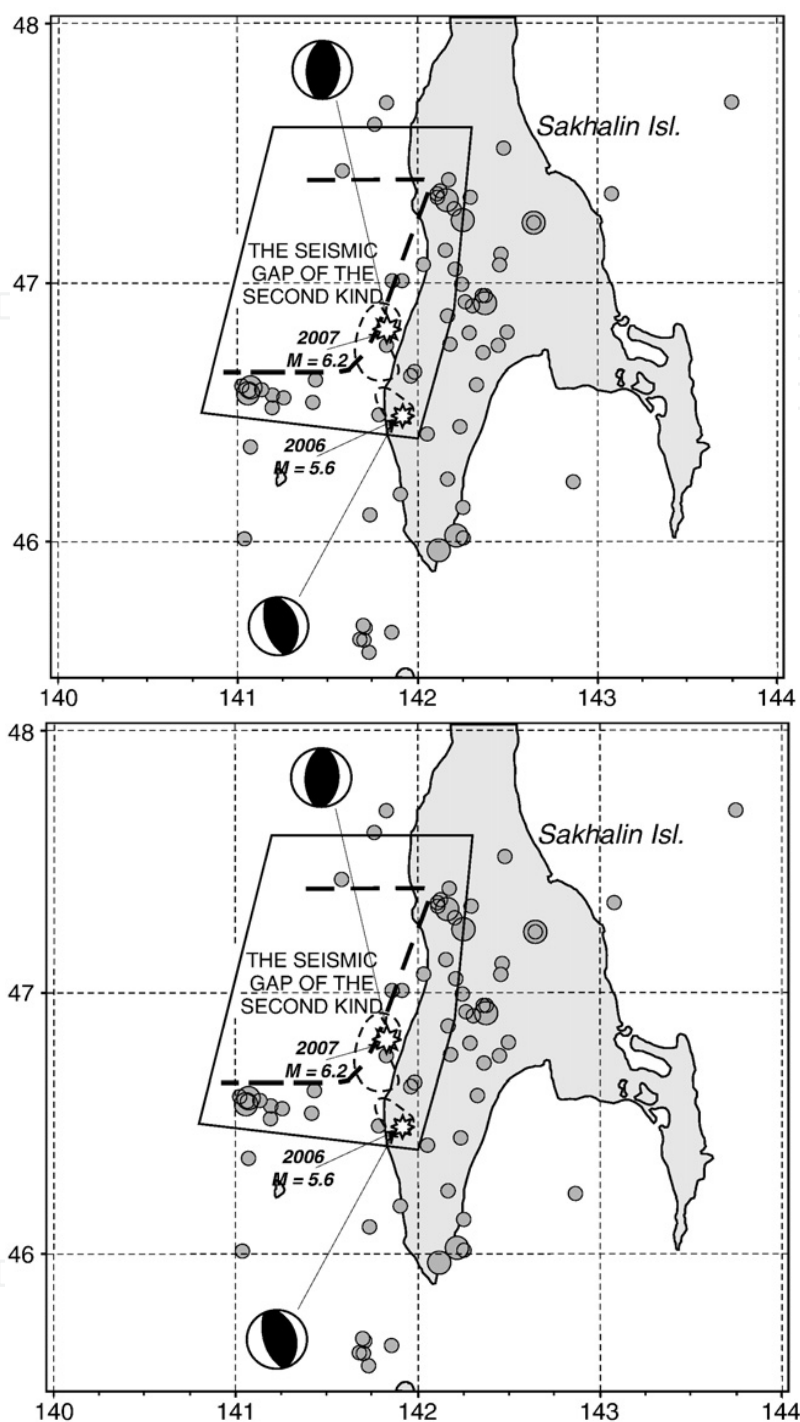 48
Sakhalin Isl.
THE SEISMIC
GAP OF THE
SECOND KIND
47
2007
M = 6.2
2006
M = 5.6
46
140 141 142 143 144
48
Sakhalin Isl.
THE SEISMIC
GAP OF THE
SECOND KIND
47
2007
M = 6.2
2006
M = 5.6
46
140 141 142 143 144